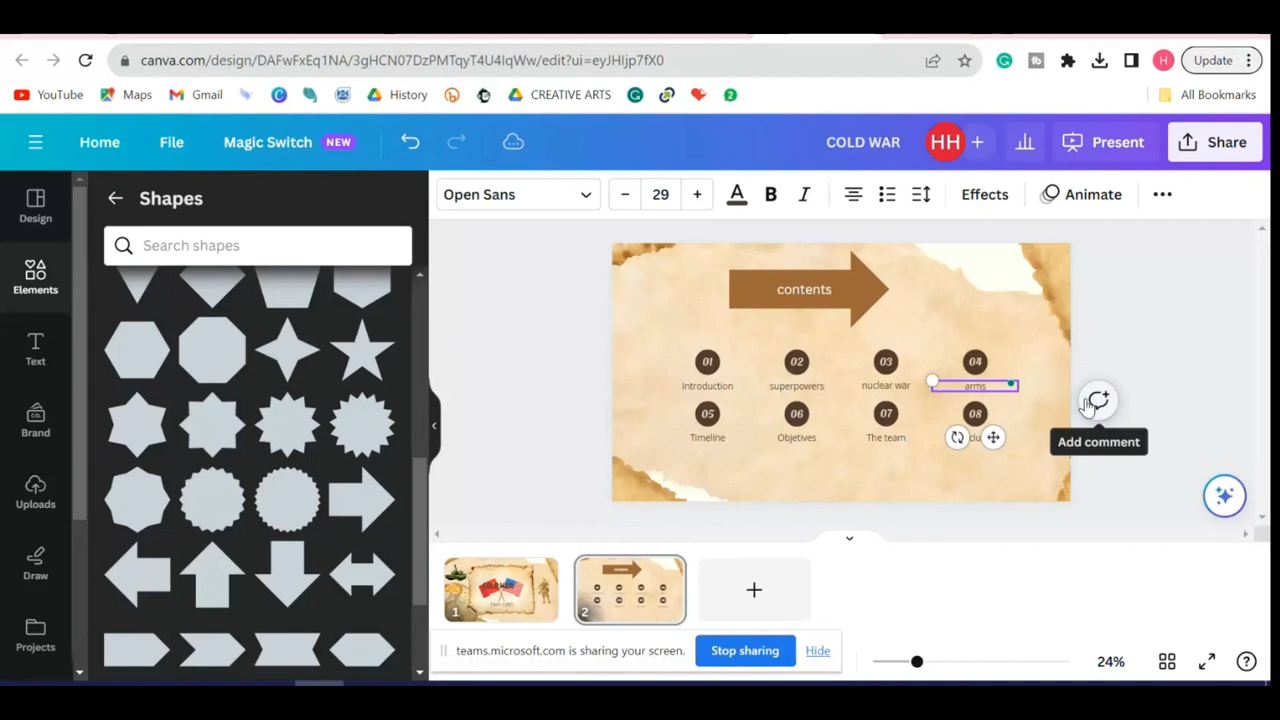 canva.com/design/DAFwFxEq1NA/3gHCN07DzPMTqyT4U4IqWw/edit?ui=eyJHIjp7fX0
H
Update
YouTube
Maps
Gmail
History
CREATIVE ARTS
All Bookmarks
Home
File
Magic Switch
NEW
COLD WAR
HH
+
Present
Share
Design
Elements
Text
Brand
Uploads
Draw
Projects
Shapes
Search shapes
Open Sans
– 29 +
A
B
I
Effects
Animate
contents
01
02
03
04
Introduction
superpowers
nuclear war
arms
05
06
07
08
Timeline
Objetives
The team
Add comment
1
2
+
teams.microsoft.com is sharing your screen.
Stop sharing
Hide
24%